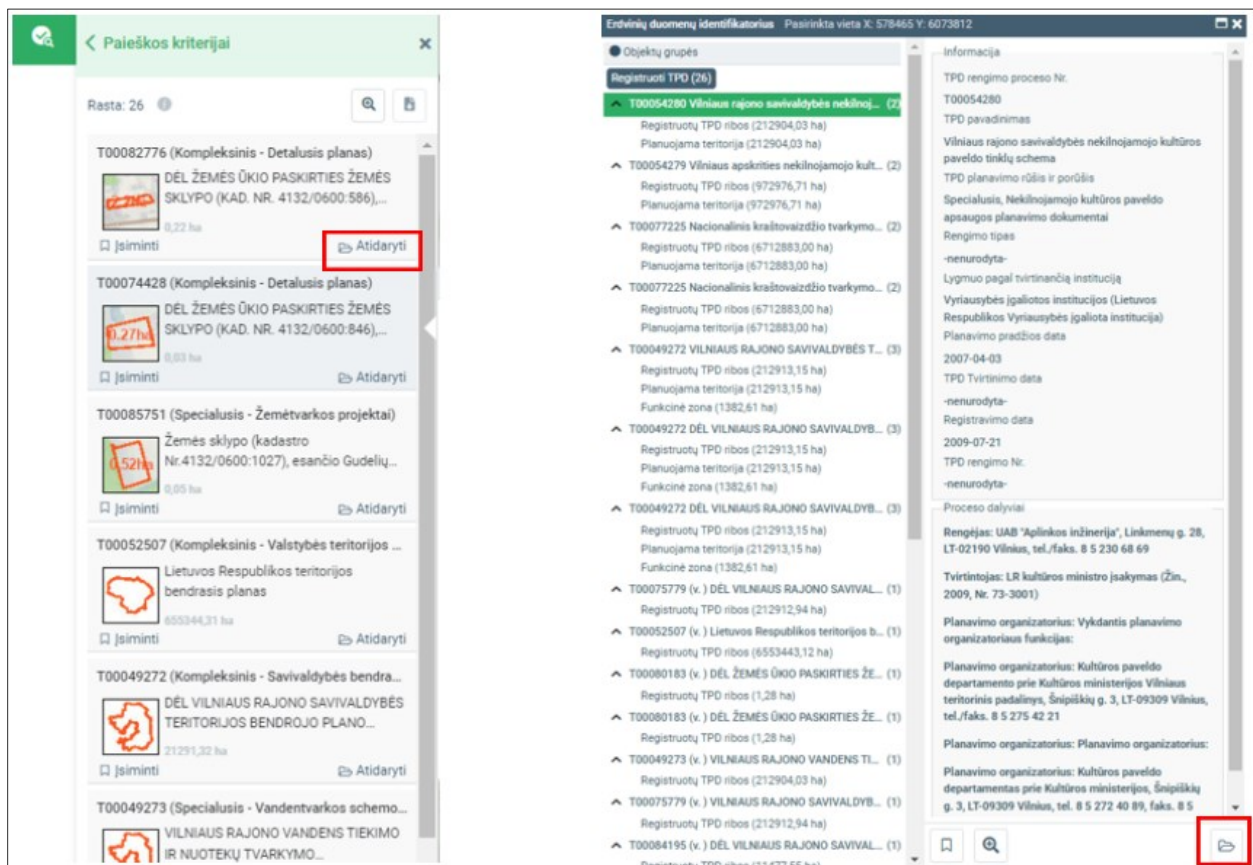 Paieškos kriterijai
Rasta: 26
T00082776 (Kompleksinis - Detalusis planas)
DĖL ŽEMĖS ŪKIO PASKIRTIES ŽEMĖS
SKLYPO (KAD. NR. 4132/0600:586),...
0,22 ha
Įsiminti
Atidaryti
T00074428 (Kompleksinis - Detalusis planas)
0.27ha
DĖL ŽEMĖS ŪKIO PASKIRTIES ŽEMĖS
SKLYPO (KAD. NR. 4132/0600:846),...
0,03 ha
Įsiminti
Atidaryti
T00085751 (Specialusis - Žemėtvarkos projektai)
0.52ha
Žemės sklypo (kadastro
Nr.4132/0600:1027), esančio Gudelių...
0,05 ha
Įsiminti
Atidaryti
T00052507 (Kompleksinis - Valstybės teritorijos ...
Lietuvos Respublikos teritorijos
bendrasis planas
655344,31 ha
Įsiminti
Atidaryti
T00049272 (Kompleksinis - Savivaldybės bendra...
DĖL VILNIAUS RAJONO SAVIVALDYBĖS
TERITORIJOS BENDROJO PLANO...
21291,32 ha
Įsiminti
Atidaryti
T00049273 (Specialusis - Vandentvarkos schemo...
VILNIAUS RAJONO VANDENS TIEKIMO
IR NUOTEKŲ TVARKYMO...
Erdvinių duomenų identifikatorius Pasirinkta vieta X: 578465 Y: 6073812
Objektų grupės
Registruoti TPD (26)
T00054280 Vilniaus rajono savivaldybės nekilnoj... (2)
Registruotų TPD ribos (212904,03 ha)
Planuojama teritorija (212904,03 ha)
T00054279 Vilniaus apskrities nekilnojamojo kult... (2)
Registruotų TPD ribos (972976,71 ha)
Planuojama teritorija (972976,71 ha)
T00077225 Nacionalinis kraštovaizdžio tvarkymo... (2)
Registruotų TPD ribos (6712883,00 ha)
Planuojama teritorija (6712883,00 ha)
T00077225 Nacionalinis kraštovaizdžio tvarkymo... (2)
Registruotų TPD ribos (6712883,00 ha)
Planuojama teritorija (6712883,00 ha)
T00049272 VILNIAUS RAJONO SAVIVALDYBĖS T... (3)
Registruotų TPD ribos (212913,15 ha)
Planuojama teritorija (212913,15 ha)
Funkcinė zona (1382,61 ha)
T00049272 DĖL VILNIAUS RAJONO SAVIVALDYB... (3)
Registruotų TPD ribos (212913,15 ha)
Planuojama teritorija (212913,15 ha)
Funkcinė zona (1382,61 ha)
T00049272 DĖL VILNIAUS RAJONO SAVIVALDYB... (3)
Registruotų TPD ribos (212913,15 ha)
Planuojama teritorija (212913,15 ha)
Funkcinė zona (1382,61 ha)
T00075779 (v. ) DĖL VILNIAUS RAJONO SAVIVAL... (1)
Registruotų TPD ribos (212912,94 ha)
T00052507 (v. ) Lietuvos Respublikos teritorijos b... (1)
Registruotų TPD ribos (6553443,12 ha)
T00080183 (v. ) DĖL ŽEMĖS ŪKIO PASKIRTIES ŽE... (1)
Registruotų TPD ribos (1,28 ha)
T00080183 (v. ) DĖL ŽEMĖS ŪKIO PASKIRTIES ŽE... (1)
Registruotų TPD ribos (1,28 ha)
T00049273 (v. ) VILNIAUS RAJONO VANDENS TI... (1)
Registruotų TPD ribos (212904,03 ha)
T00075779 (v. ) DĖL VILNIAUS RAJONO SAVIVALDYB... (1)
Registruotų TPD ribos (212912,94 ha)
T00084195 (v. ) DĖL VILNIAUS RAJONO SAVIVAL... (1)
Informacija
TPD rengimo proceso Nr.
T00054280
TPD pavadinimas
Vilniaus rajono savivaldybės nekilnojamojo kultūros
paveldo tinklų schema
TPD planavimo rūšis ir porūšis
Specialusis, Nekilnojamojo kultūros paveldo
apsaugos planavimo dokumentai
Rengimo tipas
-nenurodyta-
Lygmuo pagal tvirtinančią instituciją
Vyriausybės įgaliotos institucijos (Lietuvos
Respublikos Vyriausybės įgaliota institucija)
Planavimo pradžios data
2007-04-03
TPD Tvirtinimo data
-nenurodyta-
Registravimo data
2009-07-21
TPD rengimo Nr.
-nenurodyta-
Proceso dalyviai
Rengėjas: UAB "Aplinkos inžinerija", Linkmenų g. 28,
LT-02190 Vilnius, tel./faks. 8 5 230 68 69
Tvirtintojas: LR kultūros ministro įsakymas (Žin.,
2009, Nr. 73-3001)
Planavimo organizatorius: Vykdantis planavimo
organizatoriaus funkcijas:
Planavimo organizatorius: Kultūros paveldo
departamento prie Kultūros ministerijos Vilniaus
teritorinis padalinys, Šnipiškių g. 3, LT-09309 Vilnius,
tel./faks. 8 5 275 42 21
Planavimo organizatorius: Planavimo organizatorius:
Planavimo organizatorius: Kultūros paveldo
departamentas prie Kultūros ministerijos, Šnipiškių
g. 3, LT-09309 Vilnius, tel. 8 5 272 40 89, faks. 8 5